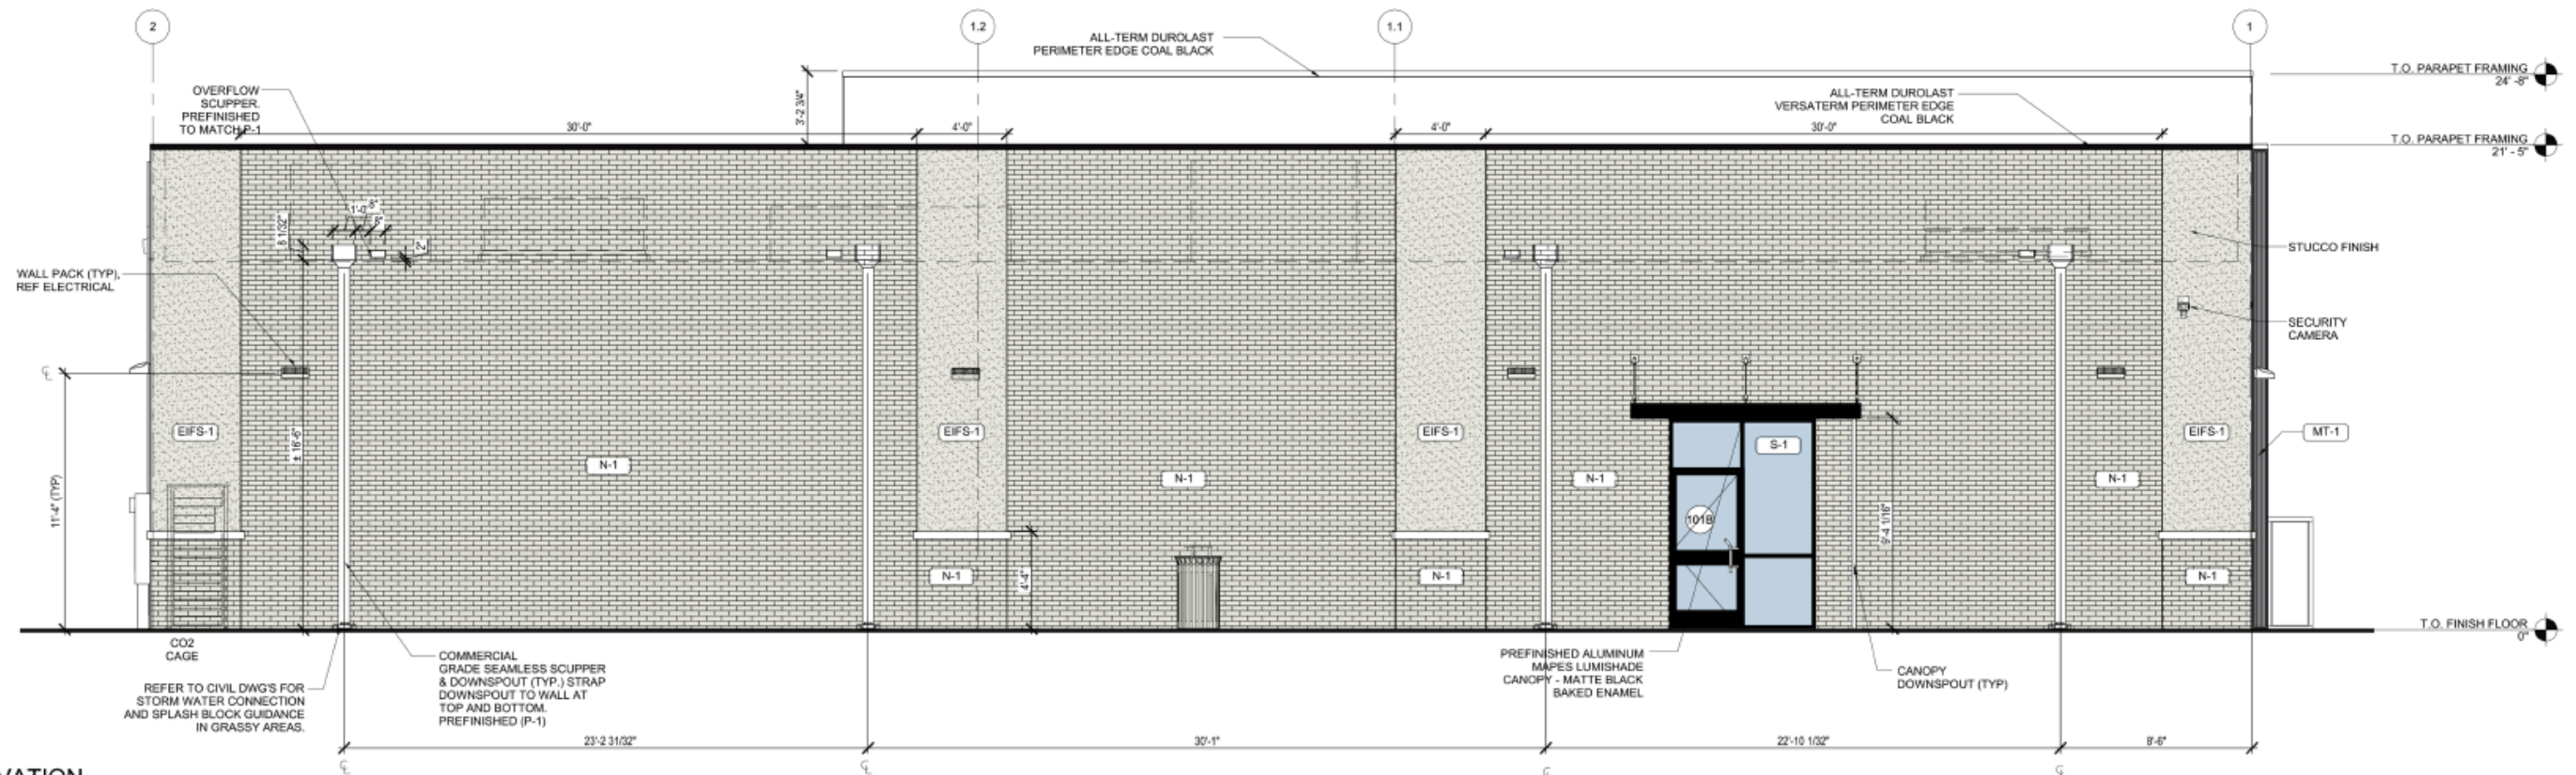 2
1.2
1.1
1
ALL-TERM DUROLAST
PERIMETER EDGE COAL BLACK
T.O. PARAPET FRAMING
24' -8"
OVERFLOW
SCUPPER.
PREFINISHED
TO MATCH P-1
3'-2 3/4"
ALL-TERM DUROLAST
VERSATERM PERIMETER EDGE
COAL BLACK
30'-0"
4'-0"
4'-0"
30'-0"
T.O. PARAPET FRAMING
21' - 5"
8"
8"
8 1/32"
2"
STUCCO FINISH
WALL PACK (TYP),
REF ELECTRICAL
SECURITY
CAMERA
EIFS-1
EIFS-1
EIFS-1
EIFS-1
MT-1
± 16'-6"
11'-4" (TYP)
N-1
N-1
N-1
S-1
N-1
101B
9'-4 1/16"
N-1
N-1
N-1
4'-4"
T.O. FINISH FLOOR
0"
CO2
CAGE
REFER TO CIVIL DWG'S FOR
STORM WATER CONNECTION
AND SPLASH BLOCK GUIDANCE
IN GRASSY AREAS.
COMMERCIAL
GRADE SEAMLESS SCUPPER
& DOWNSPOUT (TYP.) STRAP
DOWNSPOUT TO WALL AT
TOP AND BOTTOM.
PREFINISHED (P-1)
PREFINISHED ALUMINUM
MAPES LUMISHADE
CANOPY - MATTE BLACK
BAKED ENAMEL
CANOPY
DOWNSPOUT (TYP)
23'-2 31/32"
30'-1"
22'-10 1/32"
8'-6"